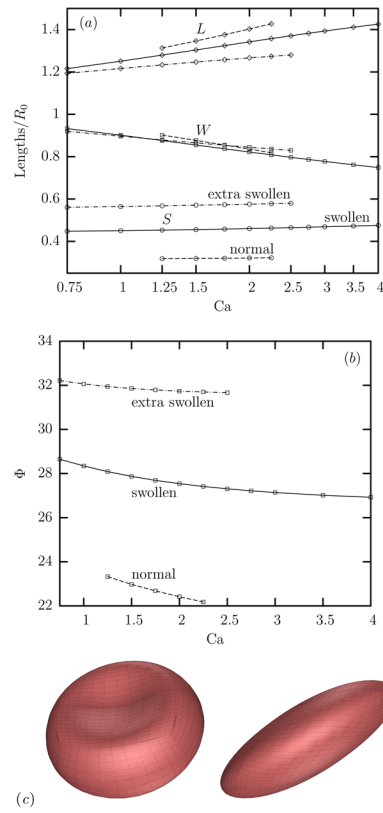 (a)
1.4
1.2
1
0.8
0.6
0.4
Lengths/R0
L
W
extra swollen
S
swollen
normal
0.75 1 1.25 1.5 2 2.5 3 3.5 4
Ca
(b)
34
32
30
28
26
24
22
Φ
extra swollen
swollen
normal
1 1.5 2 2.5 3 3.5 4
Ca
(c)